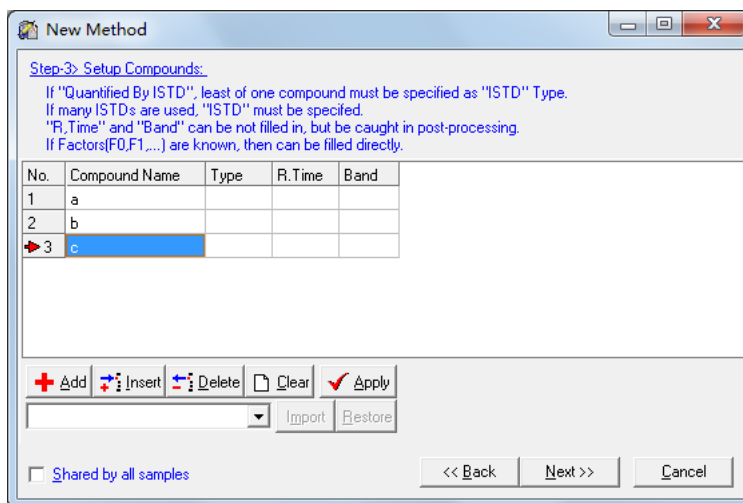 New Method
Step-3> Setup Compounds:
If "Quantified By ISTD", least of one compound must be specified as "ISTD" Type.
If many ISTDs are used, "ISTD" must be specifed.
"R,Time" and "Band" can be not filled in, but be caught in post-processing.
If Factors(F0,F1,...) are known, then can be filled directly.
No. Compound Name Type R.Time Band
1 a
2 b
3 c
Add Insert Delete Clear Apply
Import Restore
Shared by all samples << Back Next >> Cancel